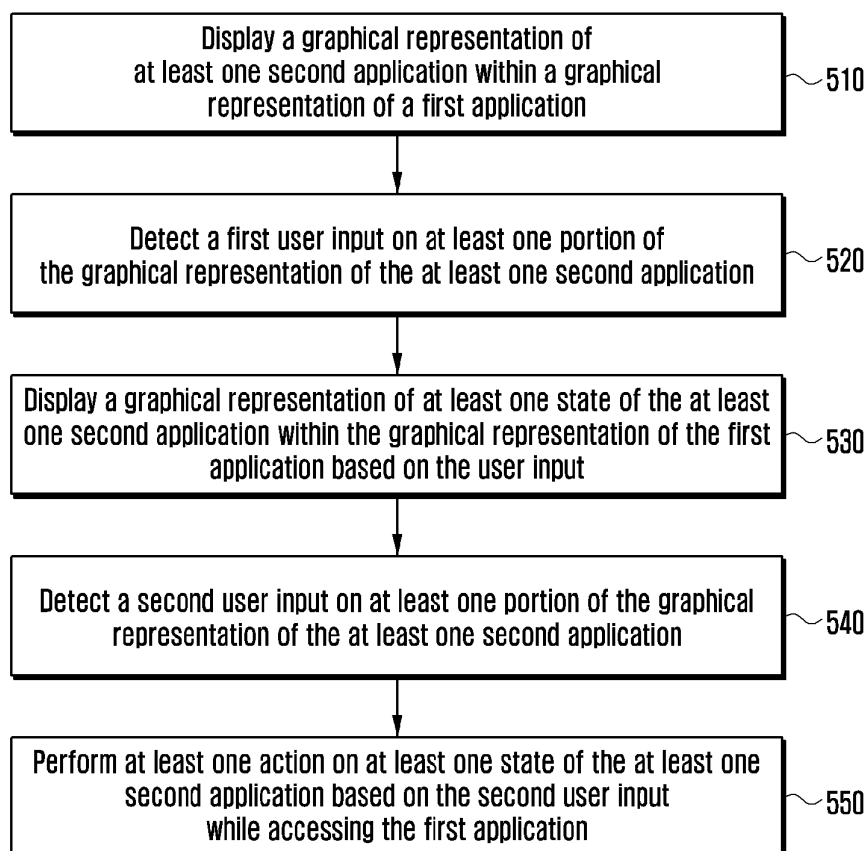 Display a graphical representation of
at least one second application within a graphical
representation of a first application
510
Detect a first user input on at least one portion of
the graphical representation of the at least one second application
520
Display a graphical representation of at least one state of the at least
one second application within the graphical representation of the first
application based on the user input
530
Detect a second user input on at least one portion of the graphical
representation of the at least one second application
540
Perform at least one action on at least one state of the at least one
second application based on the second user input
while accessing the first application
550